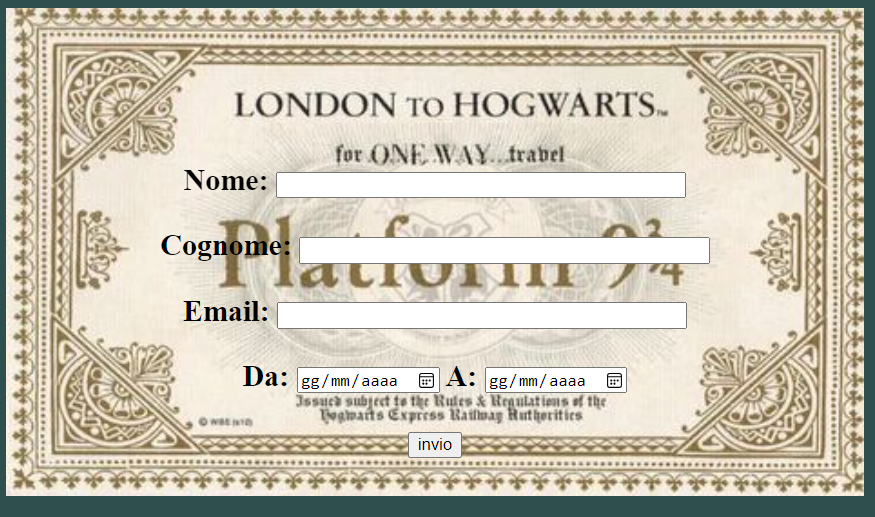 LONDON TO HOGWARTS™
for ONE WAY...travel
Nome:
Platform 9¾
Cognome:
Email:
Da: gg/mm/aaaa A: gg/mm/aaaa
Issued subject to the Rules & Regulations of the
Hogwarts Express Railway Authorities
© WBEI (s10)
invio